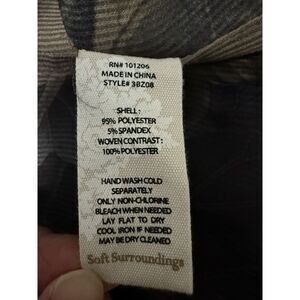 RN# 101206
MADE IN CHINA
STYLE# 3BZ08
SHELL:
95% POLYESTER
5% SPANDEX
WOVEN CONTRAST:
100% POLYESTER
HAND WASH COLD
SEPARATELY
ONLY NON-CHLORINE
BLEACH WHEN NEEDED
LAY FLAT TO DRY
COOL IRON IF NEEDED
MAY BE DRY CLEANED
Soft Surroundings